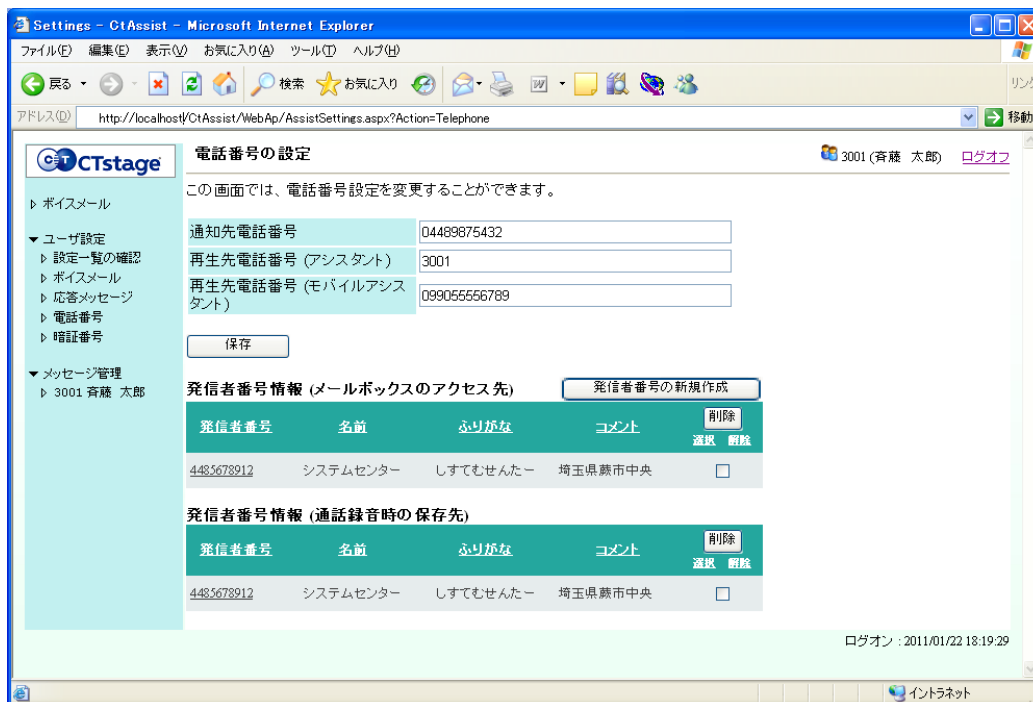 Settings - CtAssist - Microsoft Internet Explorer
ファイル(F) 編集(E) 表示(V) お気に入り(A) ツール(T) ヘルプ(H)
戻る 検索 お気に入り リンク
アドレス(D) http://localhost/CtAssist/WebAp/AssistSettings.aspx?Action=Telephone 移動
CTstage
電話番号の設定
3001 (斉藤 太郎) ログオフ
この画面では、電話番号設定を変更することができます。
ボイスメール
ユーザ設定
設定一覧の確認
ボイスメール
応答メッセージ
電話番号
暗証番号
メッセージ管理
3001 斉藤 太郎
通知先電話番号 04489875432
再生先電話番号 (アシスタント) 3001
再生先電話番号 (モバイルアシス
タント) 099055556789
保存
発信者番号情報 (メールボックスのアクセス先) 発信者番号の新規作成
発信者番号 名前 ふりがな コメント 削除
選択 解除
4485678912 システムセンター しすてむせんたー 埼玉県蕨市中央
発信者番号情報 (通話録音時の保存先)
発信者番号 名前 ふりがな コメント 削除
選択 解除
4485678912 システムセンター しすてむせんたー 埼玉県蕨市中央
ログオン : 2011/01/22 18:19:29
イントラネット